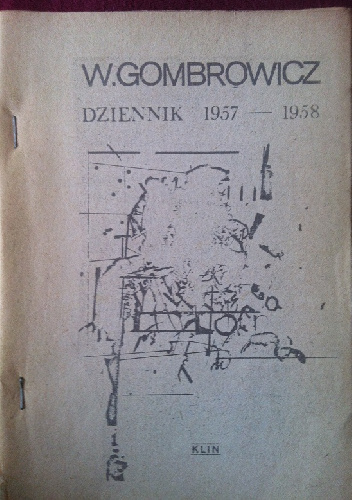 W.GOMBROWICZ
DZIENNIK 1957 — 1958
KLIN